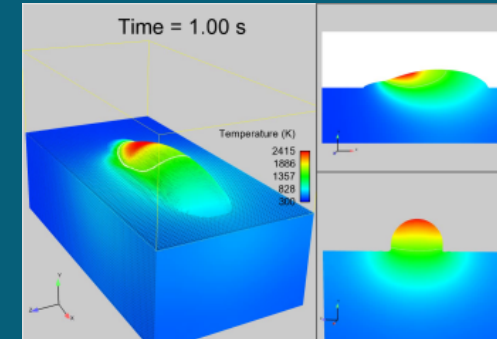 Time = 1.00 s
Temperature (K)
2415
1886
1357
828
300
Y
Z
X